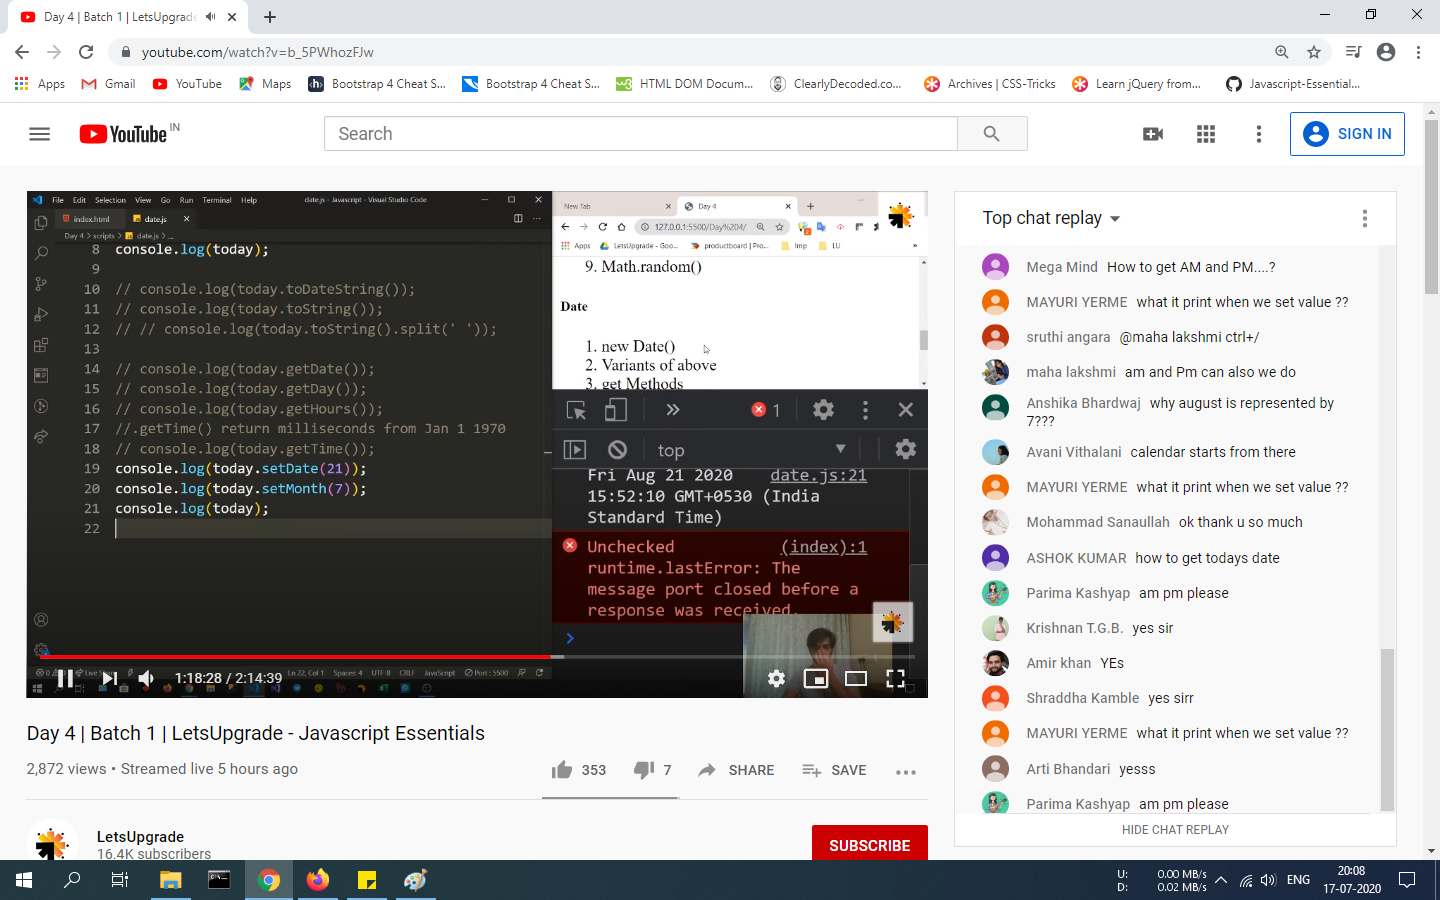 Day 4 | Batch 1 | LetsUpgrade
youtube.com/watch?v=b_5PWhozFJw
Apps Gmail YouTube Maps Bootstrap 4 Cheat S... Bootstrap 4 Cheat S... HTML DOM Docum... ClearlyDecoded.co... Archives | CSS-Tricks Learn jQuery from... Javascript-Essential...
YouTube IN
Search
SIGN IN
File Edit Selection View Go Run Terminal Help date.js - Javascript - Visual Studio Code
index.html date.js
Day 4 > scripts > date.js > ...
8 console.log(today);
9
10 // console.log(today.toDateString());
11 // console.log(today.toString());
12 // // console.log(today.toString().split(' '));
13
14 // console.log(today.getDate());
15 // console.log(today.getDay());
16 // console.log(today.getHours());
17 //.getTime() return milliseconds from Jan 1 1970
18 // console.log(today.getTime());
19 console.log(today.setDate(21));
20 console.log(today.setMonth(7));
21 console.log(today);
22
Ln 22, Col 1 Spaces: 4 UTF-8 CRLF JavaScript Port : 5500
New Tab Day 4
127.0.0.1:5500/Day%204/
Apps LetsUpgrade - Goo... productboard | Pro... Imp LU
9. Math.random()
Date
1. new Date()
2. Variants of above
3. get Methods
1
top
Fri Aug 21 2020 date.js:21
15:52:10 GMT+0530 (India
Standard Time)
Unchecked (index):1
runtime.lastError: The
message port closed before a
response was received.
1:18:28 / 2:14:39
Day 4 | Batch 1 | LetsUpgrade - Javascript Essentials
2,872 views • Streamed live 5 hours ago
353 7 SHARE SAVE
LetsUpgrade
16.4K subscribers
SUBSCRIBE
Top chat replay
Mega Mind How to get AM and PM....?
MAYURI YERME what it print when we set value ??
sruthi angara @maha lakshmi ctrl+/
maha lakshmi am and Pm can also we do
Anshika Bhardwaj why august is represented by
7????
Avani Vithalani calendar starts from there
MAYURI YERME what it print when we set value ??
Mohammad Sanaullah ok thank u so much
ASHOK KUMAR how to get todays date
Parima Kashyap am pm please
Krishnan T.G.B. yes sir
Amir khan YEs
Shraddha Kamble yes sirr
MAYURI YERME what it print when we set value ??
Arti Bhandari yesss
Parima Kashyap am pm please
HIDE CHAT REPLAY
U: 0.00 MB/s
D: 0.02 MB/s
ENG
20:08
17-07-2020